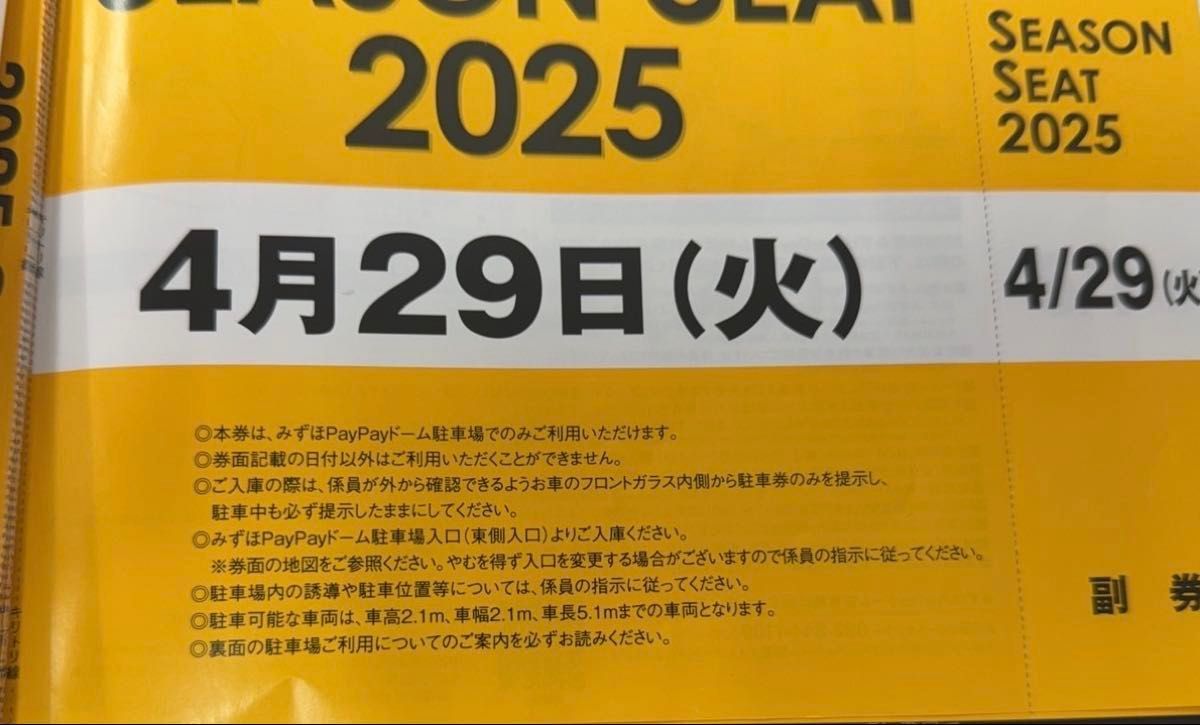 SEASON SEAT
2025
4月29日(火)
◎本券は、みずほPayPayドーム駐車場でのみご利用いただけます。
◎券面記載の日付以外はご利用いただくことができません。
◎ご入庫の際は、係員が外から確認できるようお車のフロントガラス内側から駐車券のみを提示し、
駐車中も必ず提示したままにしてください。
◎みずほPayPayドーム駐車場入口(東側入口)よりご入庫ください。
※券面の地図をご参照ください。やむを得ず入口を変更する場合がございますので係員の指示に従ってください。
◎駐車場内の誘導や駐車位置等については、係員の指示に従ってください。
◎駐車可能な車両は、車高2.1m、車幅2.1m、車長5.1mまでの車両となります。
◎裏面の駐車場ご利用についてのご案内を必ずお読みください。
SEASON
SEAT
2025
4/29(火)
副 券
2025
キリトリ線